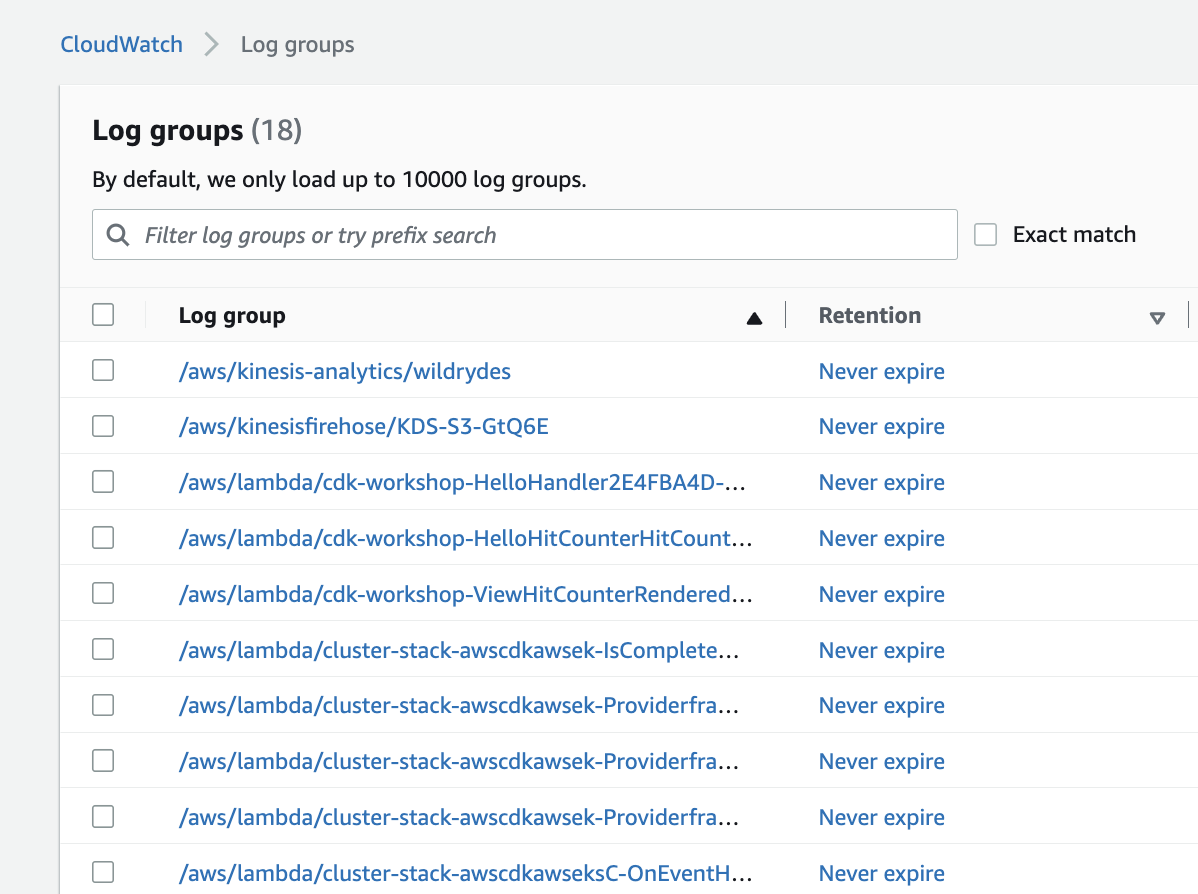 CloudWatch > Log groups
Log groups (18)
By default, we only load up to 10000 log groups.
Filter log groups or try prefix search
Exact match
Log group Retention
/aws/kinesis-analytics/wildrydes Never expire
/aws/kinesisfirehose/KDS-S3-GtQ6E Never expire
/aws/lambda/cdk-workshop-HelloHandler2E4FBA4D-... Never expire
/aws/lambda/cdk-workshop-HelloHitCounterHitCount... Never expire
/aws/lambda/cdk-workshop-ViewHitCounterRendered... Never expire
/aws/lambda/cluster-stack-awscdkawsek-IsComplete... Never expire
/aws/lambda/cluster-stack-awscdkawsek-Providerfra... Never expire
/aws/lambda/cluster-stack-awscdkawsek-Providerfra... Never expire
/aws/lambda/cluster-stack-awscdkawsek-Providerfra... Never expire
/aws/lambda/cluster-stack-awscdkawseksC-OnEventH... Never expire